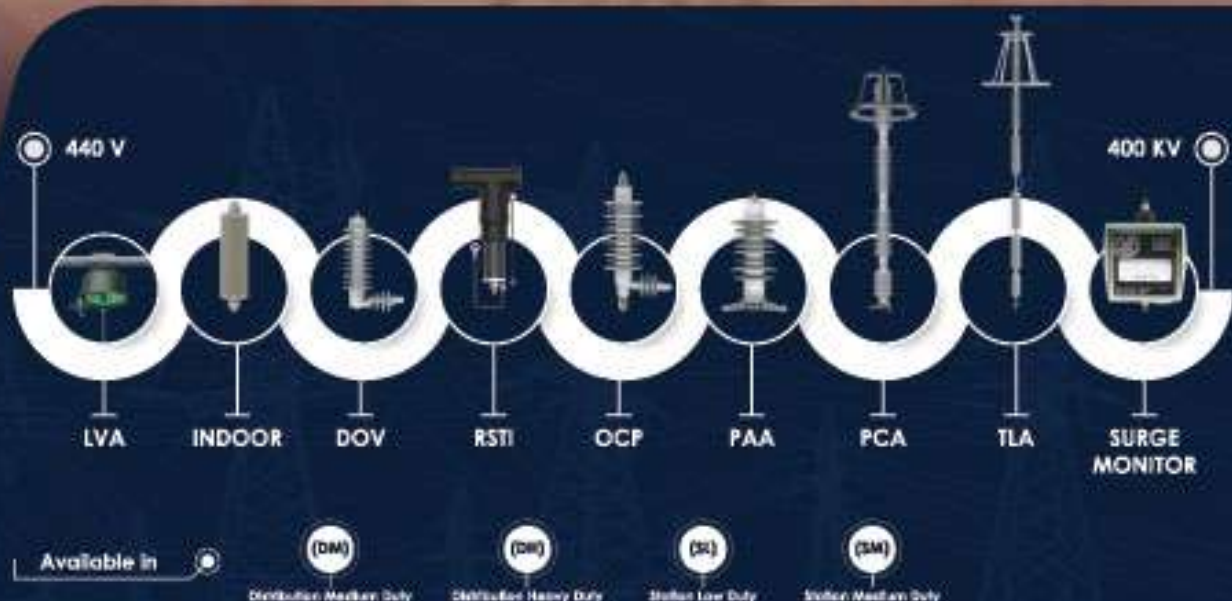 440 V
400 KV
LVA
INDOOR
DOV
RSTI
OCP
PAA
PCA
TLA
SURGE
MONITOR
Available in
(DM)
(DH)
(SL)
(SM)
Distribution Medium Duty
Distribution Heavy Duty
Station Low Duty
Station Medium Duty